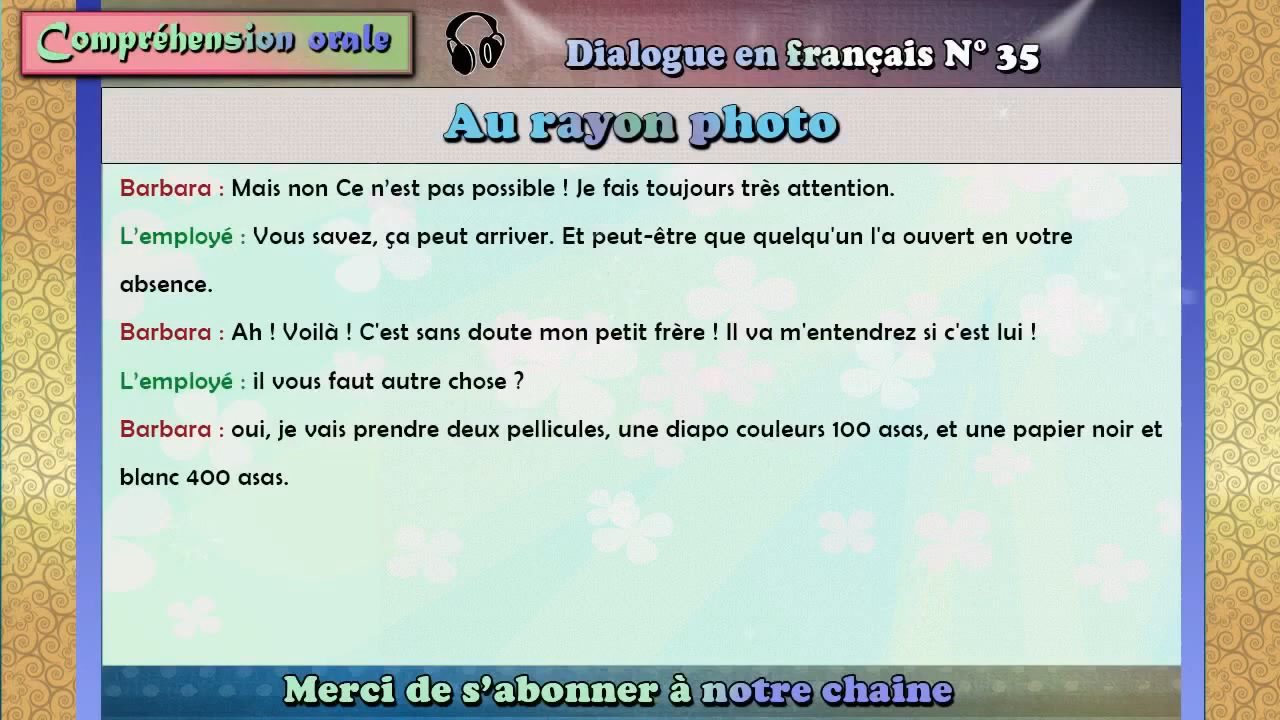 Compréhension orale
Dialogue en français N° 35
Au rayon photo
Barbara : Mais non Ce n’est pas possible ! Je fais toujours très attention.
L’employé : Vous savez, ça peut arriver. Et peut-être que quelqu'un l'a ouvert en votre
absence.
Barbara : Ah ! Voilà ! C'est sans doute mon petit frère ! Il va m'entendrez si c'est lui !
L’employé : il vous faut autre chose ?
Barbara : oui, je vais prendre deux pellicules, une diapo couleurs 100 asas, et une papier noir et
blanc 400 asas.
Merci de s’abonner à notre chaine